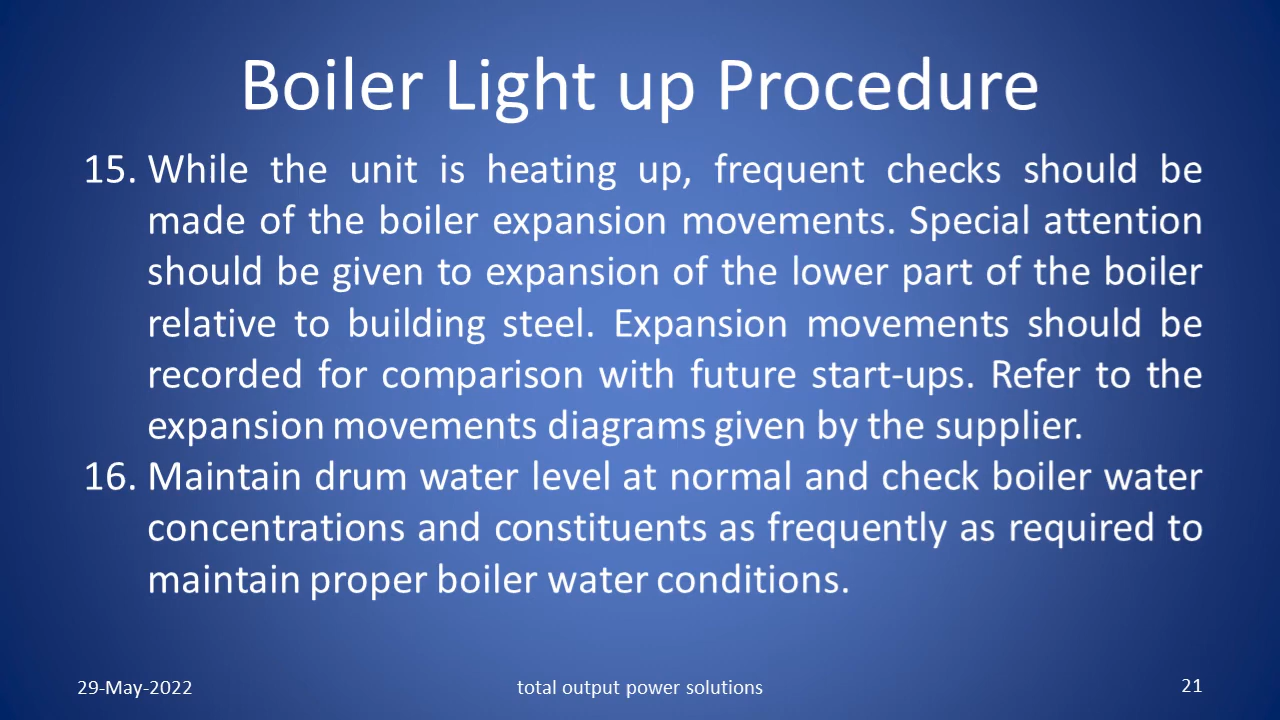 Boiler Light up Procedure
15. While the unit is heating up, frequent checks should be
made of the boiler expansion movements. Special attention
should be given to expansion of the lower part of the boiler
relative to building steel. Expansion movements should be
recorded for comparison with future start-ups. Refer to the
expansion movements diagrams given by the supplier.
16. Maintain drum water level at normal and check boiler water
concentrations and constituents as frequently as required to
maintain proper boiler water conditions.
29-May-2022
total output power solutions
21